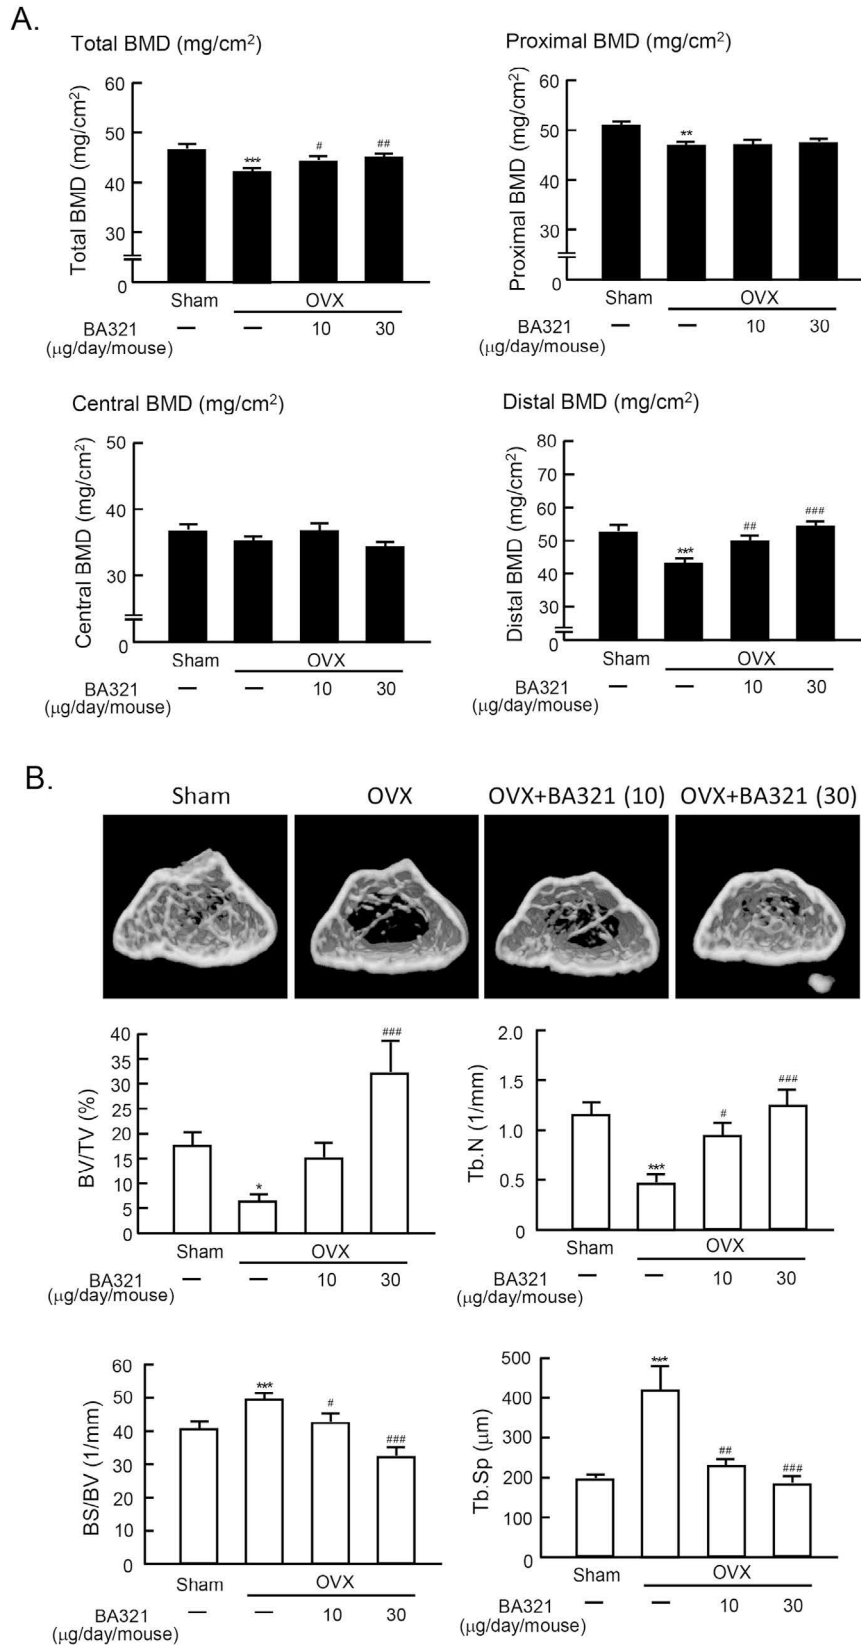 A.
Total BMD (mg/cm²)
Total BMD (mg/cm²)
60
50
40
30
0
***
#
##
Sham
OVX
BA321
—
—
10
30
(μg/day/mouse)
Proximal BMD (mg/cm²)
Proximal BMD (mg/cm²)
60
50
40
30
0
**
Sham
OVX
BA321
—
—
10
30
(μg/day/mouse)
Central BMD (mg/cm²)
Central BMD (mg/cm²)
50
40
30
0
Sham
OVX
BA321
—
—
10
30
(μg/day/mouse)
Distal BMD (mg/cm²)
Distal BMD (mg/cm²)
80
70
60
50
40
30
0
***
##
###
Sham
OVX
BA321
—
—
10
30
(μg/day/mouse)
B.
Sham
OVX
OVX+BA321 (10)
OVX+BA321 (30)
BV/TV (%)
40
35
30
25
20
15
10
5
0
*
###
Sham
OVX
BA321
—
—
10
30
(μg/day/mouse)
Tb.N (1/mm)
2.0
1.5
1.0
0.5
0
***
#
###
Sham
OVX
BA321
—
—
10
30
(μg/day/mouse)
BS/BV (1/mm)
60
50
40
30
20
10
0
***
#
###
Sham
OVX
BA321
—
—
10
30
(μg/day/mouse)
Tb.Sp (μm)
500
400
300
200
100
0
***
##
###
Sham
OVX
BA321
—
—
10
30
(μg/day/mouse)